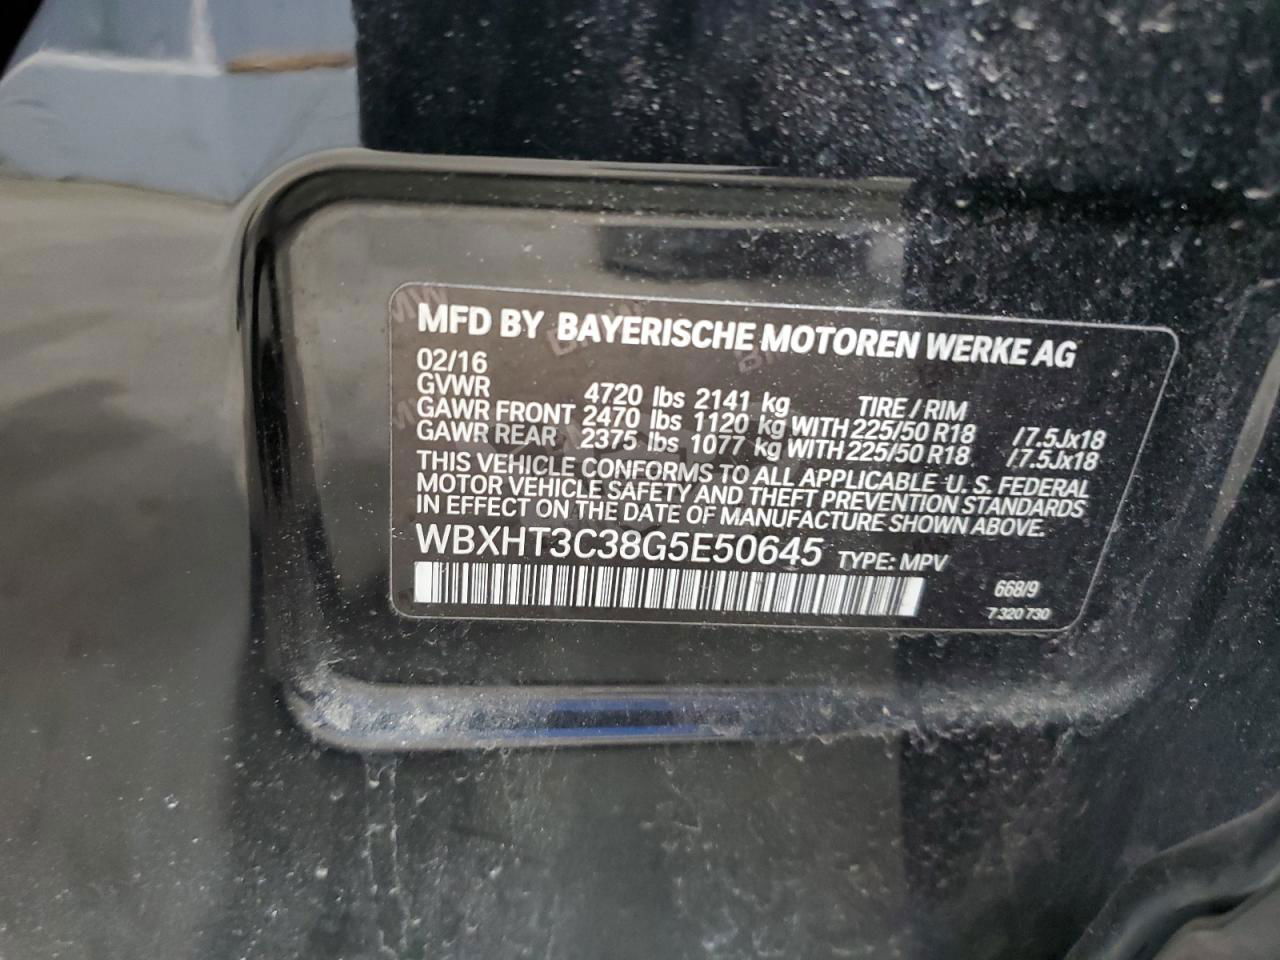 MFD BY BAYERISCHE MOTOREN WERKE AG
02/16
GVWR 4720 lbs 2141 kg TIRE / RIM
GAWR FRONT 2470 lbs 1120 kg WITH 225/50 R18 / 7.5Jx18
GAWR REAR 2375 lbs 1077 kg WITH 225/50 R18 / 7.5Jx18
THIS VEHICLE CONFORMS TO ALL APPLICABLE U. S. FEDERAL
MOTOR VEHICLE SAFETY AND THEFT PREVENTION STANDARDS
IN EFFECT ON THE DATE OF MANUFACTURE SHOWN ABOVE.
WBXHT3C38G5E50645 TYPE: MPV
668/9
7 320 730